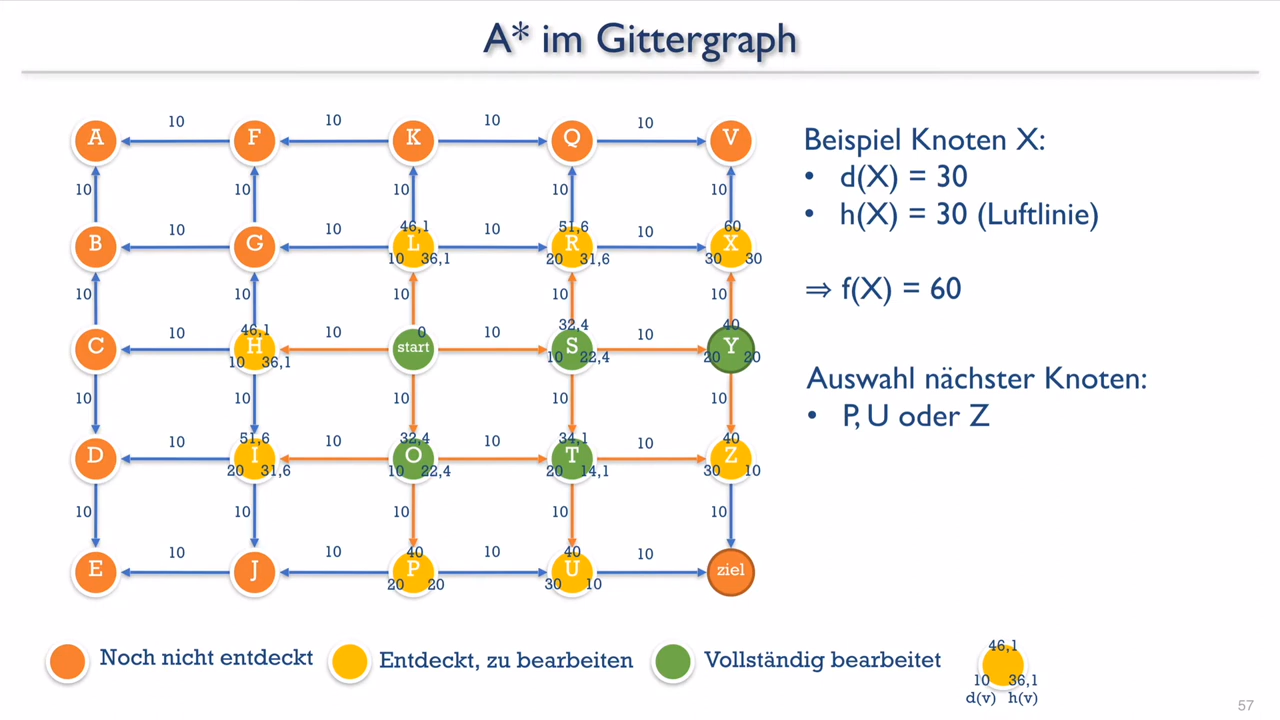 A* im Gittergraph
10 10 10 10
A F K Q V
10 10 10 10 10
46,1 51,6 60
10 10 10 10
B G L R X
10 36,1 20 31,6 30 30
10 10 10 10 10
46,1 0 32,4 40
10 10 10 10
C H start S Y
10 36,1 10 22,4 20 20
10 10 10 10 10
51,6 32,4 34,1 40
10 10 10 10
D I O T Z
20 31,6 10 22,4 20 14,1 30 10
10 10 10 10 10
40 40
10 10 10 10
E J P U ziel
20 20 30 10
Beispiel Knoten X:
• d(X) = 30
• h(X) = 30 (Luftlinie)
⇒ f(X) = 60
Auswahl nächster Knoten:
• P, U oder Z
Noch nicht entdeckt
Entdeckt, zu bearbeiten
Vollständig bearbeitet
46,1
10 36,1
d(v) h(v)
57